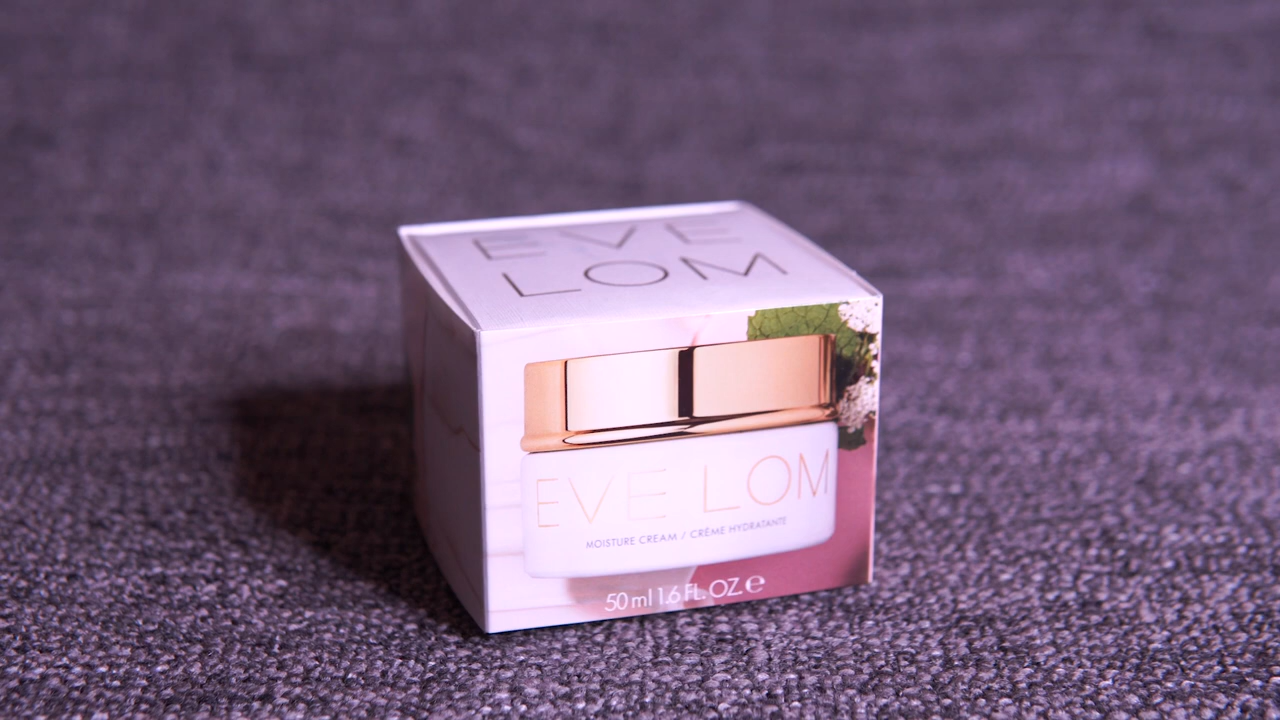 EVE
LOM
EVE LOM
MOISTURE CREAM / CRÈME HYDRATANTE
50 ml 1.6 FL. OZ ℮